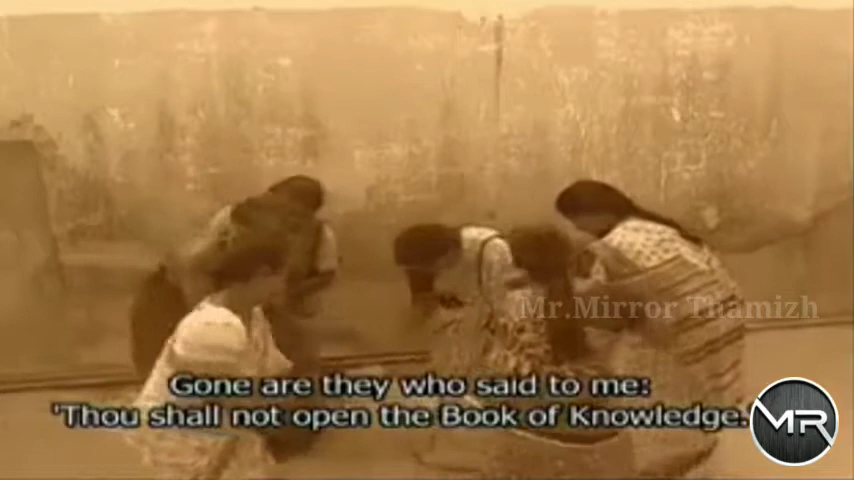 Mr.Mirror Thamizh
Gone are they who said to me:
'Thou shall not open the Book of Knowledge.
MR